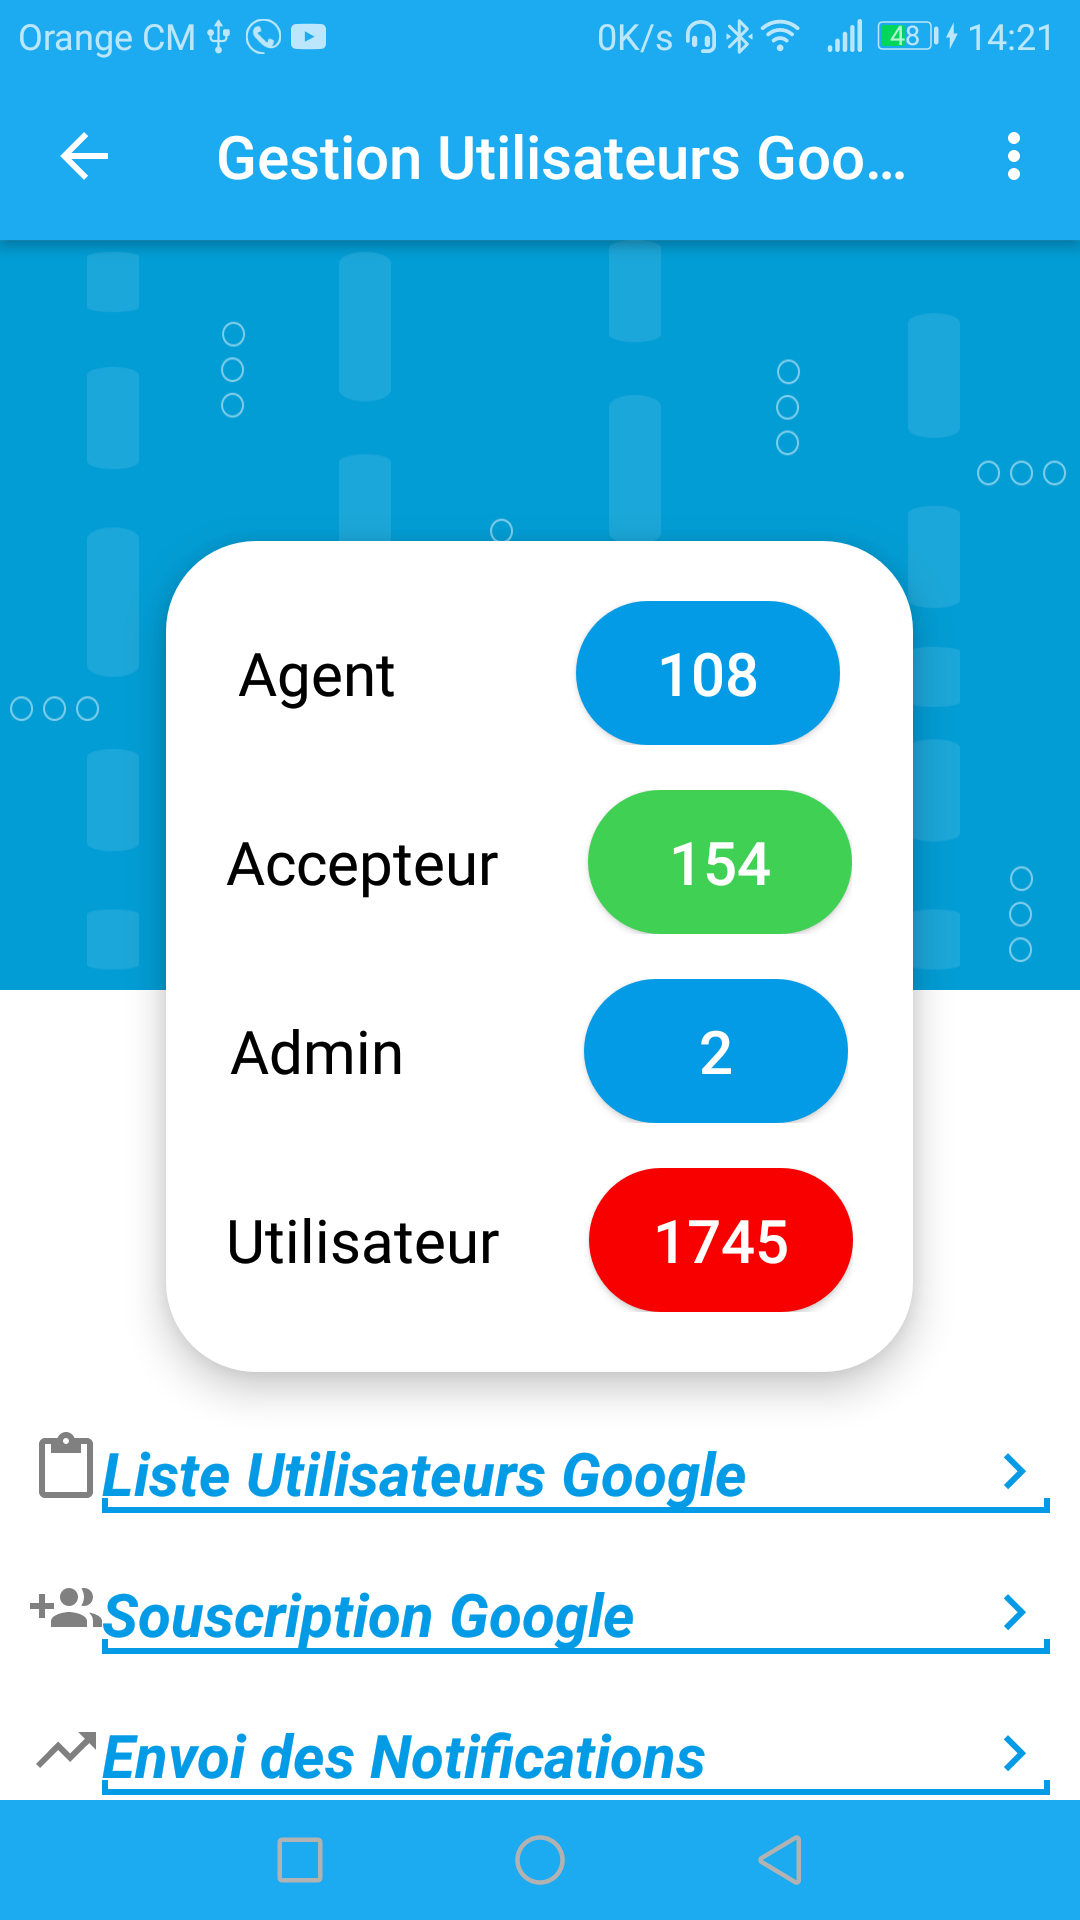 Orange CM 0K/s 48 14:21
Gestion Utilisateurs Goo...
Agent 108
Accepteur 154
Admin 2
Utilisateur 1745
Liste Utilisateurs Google
Souscription Google
Envoi des Notifications